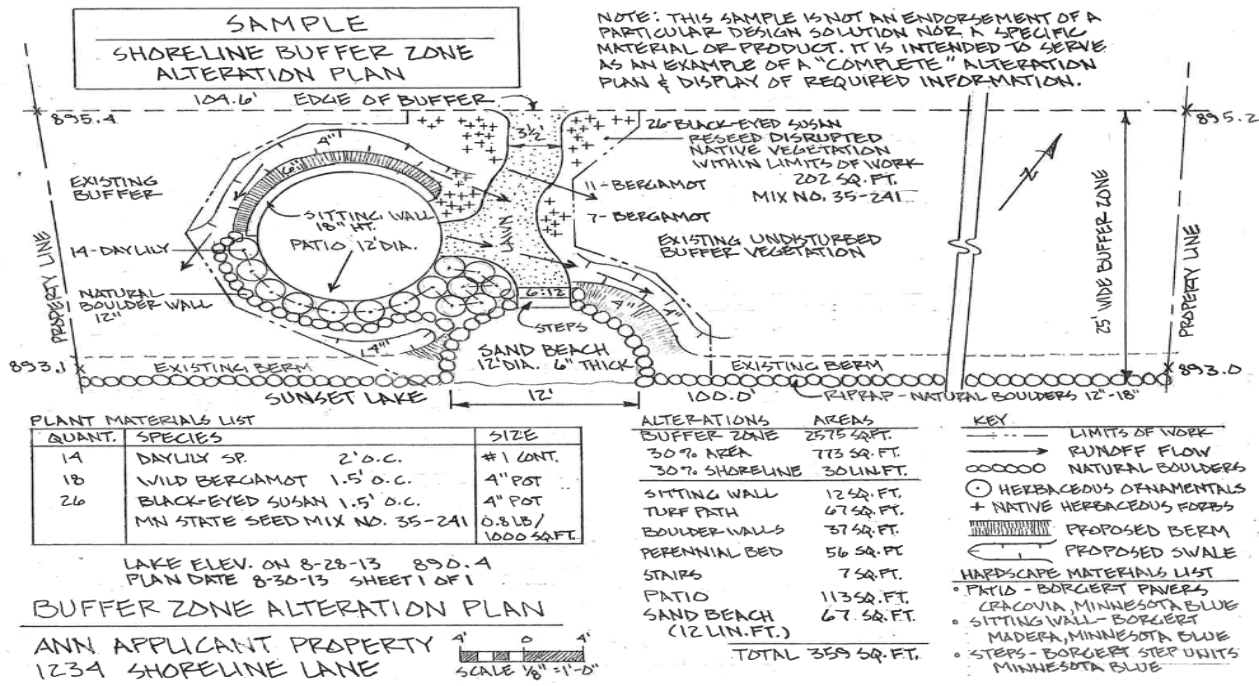 SAMPLE
SHORELINE BUFFER ZONE
ALTERATION PLAN
NOTE: THIS SAMPLE IS NOT AN ENDORSEMENT OF A
PARTICULAR DESIGN SOLUTION NOR A SPECIFIC
MATERIAL OR PRODUCT. IT IS INTENDED TO SERVE
AS AN EXAMPLE OF A "COMPLETE" ALTERATION
PLAN & DISPLAY OF REQUIRED INFORMATION.
104.6' EDGE OF BUFFER
895.4
895.2
3½'
26-BLACK-EYED SUSAN
RESEED DISRUPTED
NATIVE VEGETATION
WITHIN LIMITS OF WORK
202 SQ.FT.
MIX NO. 35-241
4"
6"
EXISTING
BUFFER
11-BERGAMOT
7-BERGAMOT
SITTING WALL
18" HT.
PATIO 12' DIA.
LAWN
EXISTING UNDISTURBED
BUFFER VEGETATION
14-DAYLILY
NATURAL
BOULDER WALL
12"
PROPERTY LINE
25' WIDE BUFFER ZONE
PROPERTY LINE
6:12
4"
4"
STEPS
4"
SAND BEACH
12' DIA. 6" THICK
893.1
EXISTING BERM
EXISTING BERM
893.0
SUNSET LAKE
12'
100.0'
RIPRAP-NATURAL BOULDERS 12"-18"
PLANT MATERIALS LIST
QUANT. SPECIES SIZE
14 DAYLILY SP. 2' O.C. #1 CONT.
18 WILD BERGAMOT 1.5' O.C. 4" POT
26 BLACK-EYED SUSAN 1.5' O.C. 4" POT
MN STATE SEED MIX NO. 35-241 0.8 LB/
1000 SQ.FT.
LAKE ELEV. ON 8-28-13 890.4
PLAN DATE 8-30-13 SHEET 1 OF 1
BUFFER ZONE ALTERATION PLAN
ANN APPLICANT PROPERTY
1234 SHORELINE LANE
4' 0 4'
SCALE 1/8" = 1'-0"
ALTERATIONS AREAS
BUFFER ZONE 2575 SQ.FT.
30% AREA 773 SQ.FT.
30% SHORELINE 30 LIN.FT.
SITTING WALL 12 SQ.FT.
TURF PATH 67 SQ.FT.
BOULDER WALLS 37 SQ.FT.
PERENNIAL BED 56 SQ.FT
STAIRS 7 SQ.FT.
PATIO 113 SQ.FT.
SAND BEACH 67 SQ.FT.
(12 LIN.FT.)
TOTAL 359 SQ.FT.
KEY
LIMITS OF WORK
RUNOFF FLOW
NATURAL BOULDERS
HERBACEOUS ORNAMENTALS
+ NATIVE HERBACEOUS FORBS
PROPOSED BERM
PROPOSED SWALE
HARDSCAPE MATERIALS LIST
• PATIO - BORGERT PAVERS
CRACOVIA, MINNESOTA BLUE
• SITTING WALL - BORGERT
MADERA, MINNESOTA BLUE
• STEPS - BORGERT STEP UNITS
MINNESOTA BLUE